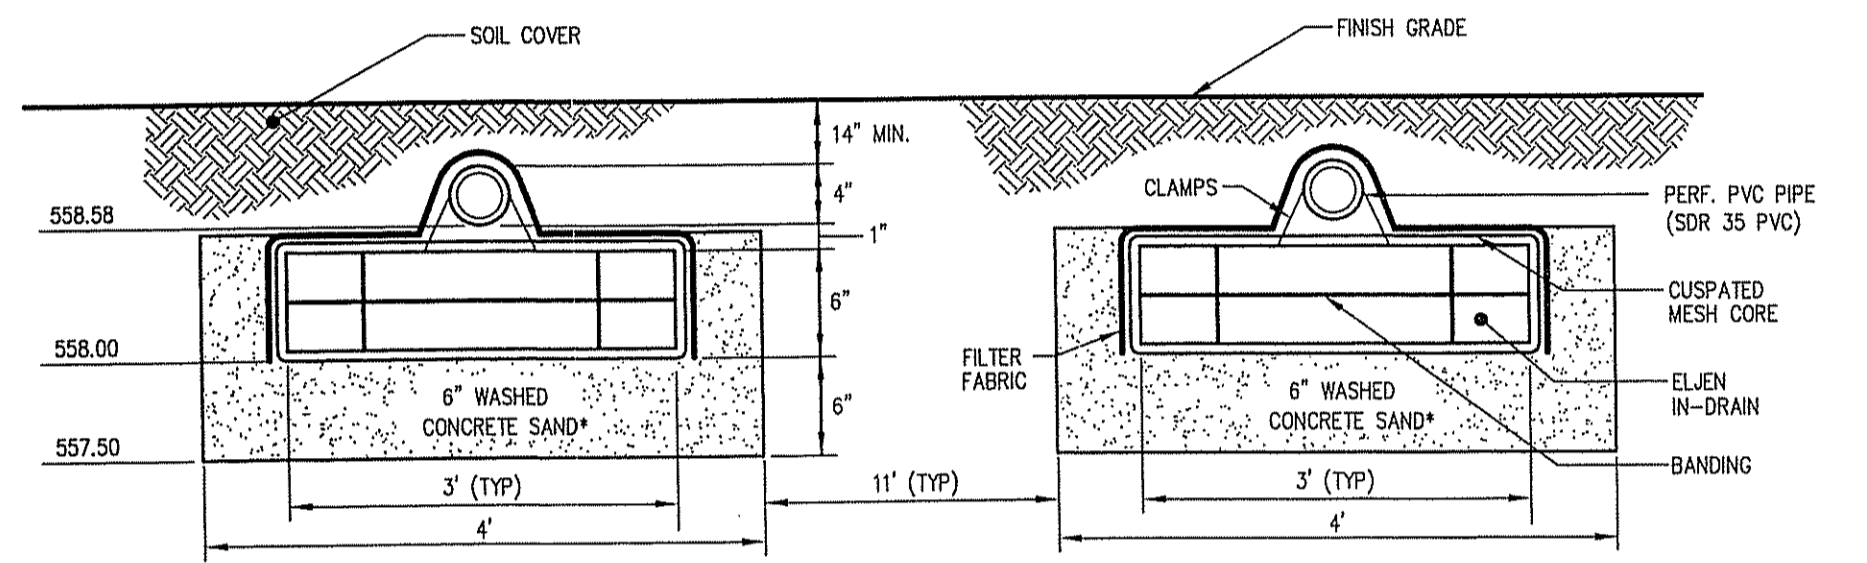 SOIL COVER
FINISH GRADE
14" MIN.
4"
1"
6"
6"
558.58
558.00
557.50
CLAMPS
PERF. PVC PIPE
(SDR 35 PVC)
CUSPATED
MESH CORE
FILTER
FABRIC
ELJEN
IN-DRAIN
BANDING
6" WASHED
CONCRETE SAND*
6" WASHED
CONCRETE SAND*
3' (TYP)
4'
11' (TYP)
3' (TYP)
4'